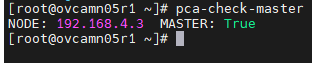 [root@ovcamn05r1 ~]# pca-check-master
NODE: 192.168.4.3  MASTER: True
[root@ovcamn05r1 ~]#